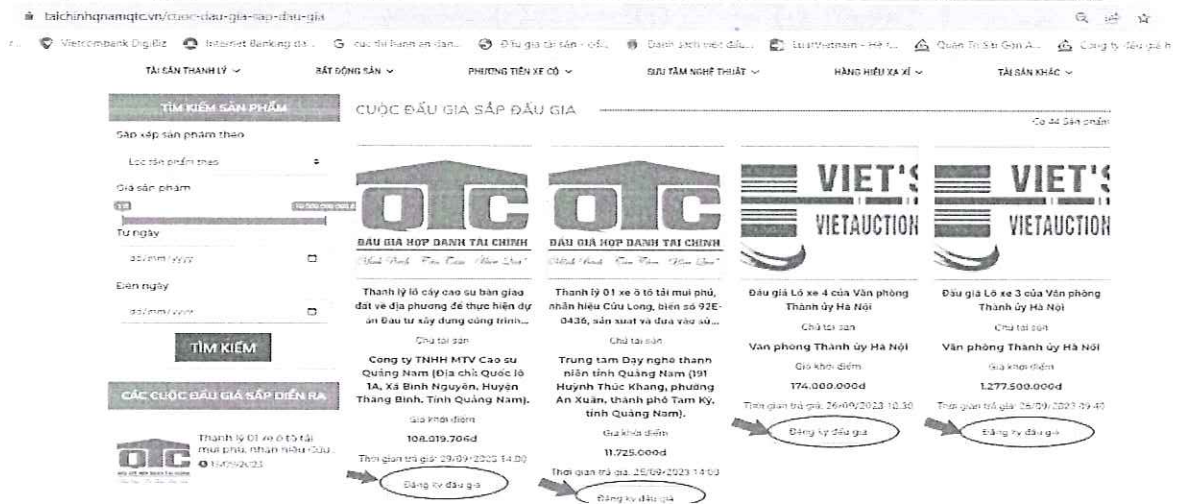 taichinhqnamqtc.vn/cuoc-dau-gia-sap-dau-gia
Vietcombank DigiBiz
Internet Banking
TÀI SẢN THANH LÝ
BẤT ĐỘNG SẢN
PHƯƠNG TIỆN XE CỘ
SƯU TẦM NGHỆ THUẬT
HÀNG HIỆU XA XỈ
TÀI SẢN KHÁC
TÌM KIẾM SẢN PHẨM
Sắp xếp sản phẩm theo
Lọc sản phẩm theo
Giá sản phẩm
Từ ngày
dd/mm/yyyy
Đến ngày
dd/mm/yyyy
TÌM KIẾM
CÁC CUỘC ĐẤU GIÁ SẮP DIỄN RA
QTC
Thanh lý 01 xe ô tô tải
mui phủ, nhãn hiệu Cửu...
CUỘC ĐẤU GIÁ SẮP ĐẤU GIÁ
Có 44 Sản phẩm
QTC
ĐẤU GIÁ HỢP DANH TÀI CHÍNH
Thanh lý lô cây cao su bàn giao
đất về địa phương để thực hiện dự
án Đầu tư xây dựng công trình...
Chủ tài sản
Công ty TNHH MTV Cao su
Quảng Nam (Địa chỉ: Quốc lộ
1A, Xã Bình Nguyên, Huyện
Thăng Bình, Tỉnh Quảng Nam).
Giá khởi điểm
108.019.706đ
Thời gian trả giá: 29/09/2023 14:00
Đăng ký đấu giá
QTC
ĐẤU GIÁ HỢP DANH TÀI CHÍNH
Thanh lý 01 xe ô tô tải mui phủ,
nhãn hiệu Cửu Long, biển số 92E-
0436, sản xuất và đưa vào sử...
Chủ tài sản
Trung tâm Dạy nghề thanh
niên tỉnh Quảng Nam (191
Huỳnh Thúc Kháng, phường
An Xuân, thành phố Tam Kỳ,
tỉnh Quảng Nam).
Giá khởi điểm
11.725.000đ
Thời gian trả giá: 28/09/2023 14:00
Đăng ký đấu giá
VIET'S
VIETAUCTION
Đấu giá Lô xe 4 của Văn phòng
Thành ủy Hà Nội
Chủ tài sản
Văn phòng Thành ủy Hà Nội
Giá khởi điểm
174.000.000đ
Thời gian trả giá: 26/09/2023 10:30
Đăng ký đấu giá
VIET'S
VIETAUCTION
Đấu giá Lô xe 3 của Văn phòng
Thành ủy Hà Nội
Chủ tài sản
Văn phòng Thành ủy Hà Nội
Giá khởi điểm
1.277.500.000đ
Thời gian trả giá: 26/09/2023 09:40
Đăng ký đấu giá